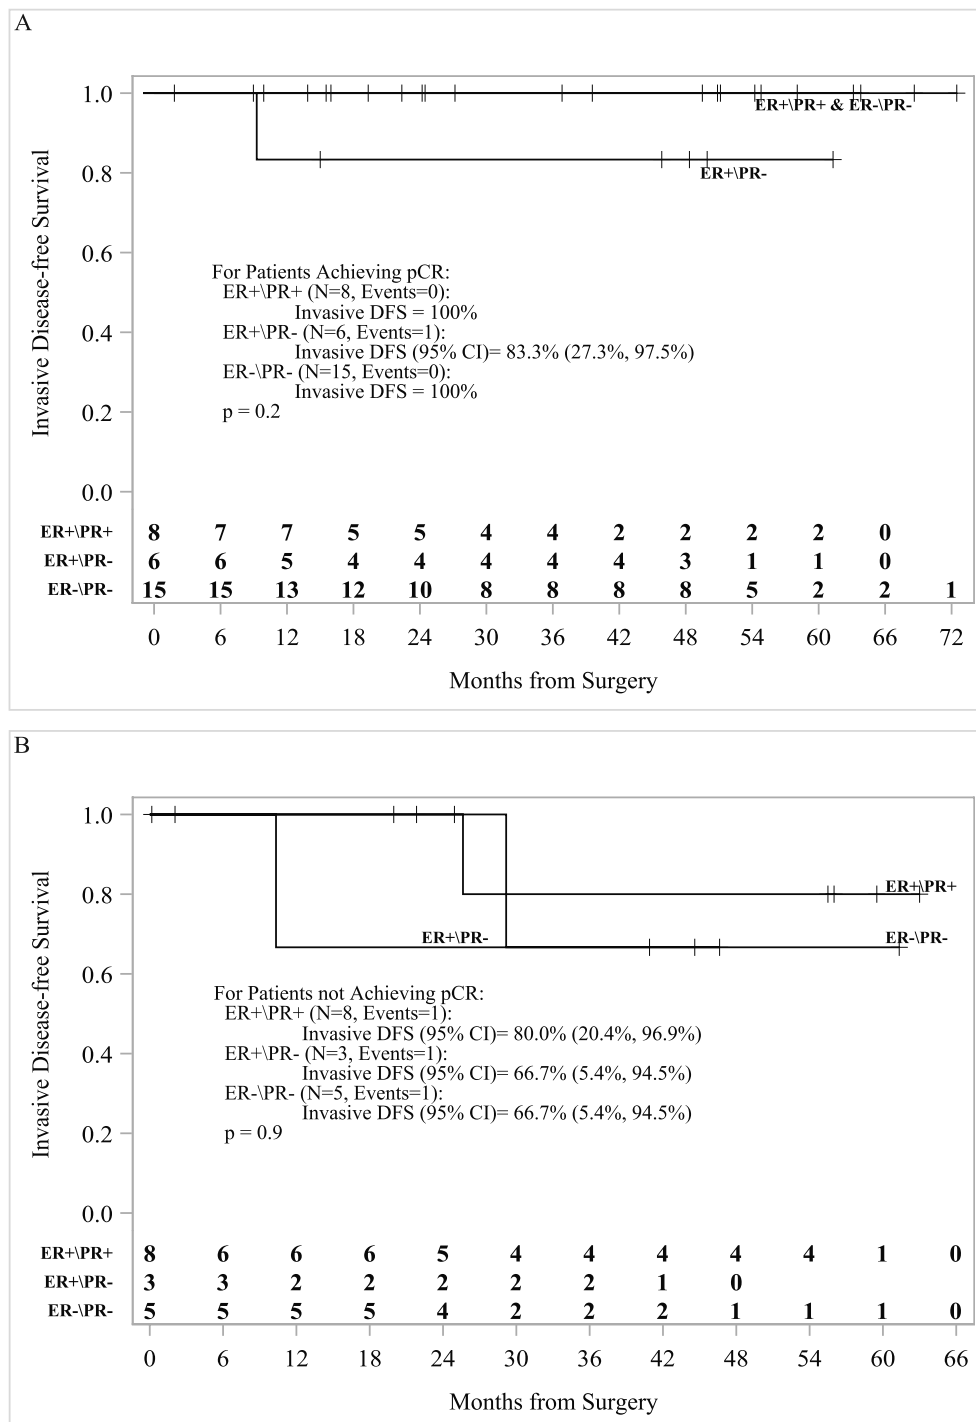 A
Invasive Disease-free Survival
1.0
ER+\PR+ & ER-\PR-
0.8
ER+\PR-
0.6
For Patients Achieving pCR:
ER+\PR+ (N=8, Events=0):
Invasive DFS = 100%
0.4
ER+\PR- (N=6, Events=1):
Invasive DFS (95% CI)= 83.3% (27.3%, 97.5%)
ER-\PR- (N=15, Events=0):
Invasive DFS = 100%
0.2
p = 0.2
0.0
ER+\PR+ 8 7 7 5 5 4 4 2 2 2 2 0
ER+\PR- 6 6 5 4 4 4 4 4 3 1 1 0
ER-\PR- 15 15 13 12 10 8 8 8 8 5 2 2 1
0 6 12 18 24 30 36 42 48 54 60 66 72
Months from Surgery
B
Invasive Disease-free Survival
1.0
0.8
ER+\PR+
ER+\PR-
ER-\PR-
0.6
For Patients not Achieving pCR:
ER+\PR+ (N=8, Events=1):
Invasive DFS (95% CI)= 80.0% (20.4%, 96.9%)
0.4
ER+\PR- (N=3, Events=1):
Invasive DFS (95% CI)= 66.7% (5.4%, 94.5%)
ER-\PR- (N=5, Events=1):
Invasive DFS (95% CI)= 66.7% (5.4%, 94.5%)
0.2
p = 0.9
0.0
ER+\PR+ 8 6 6 6 5 4 4 4 4 4 1 0
ER+\PR- 3 3 2 2 2 2 2 1 0
ER-\PR- 5 5 5 5 4 2 2 2 1 1 1 0
0 6 12 18 24 30 36 42 48 54 60 66
Months from Surgery